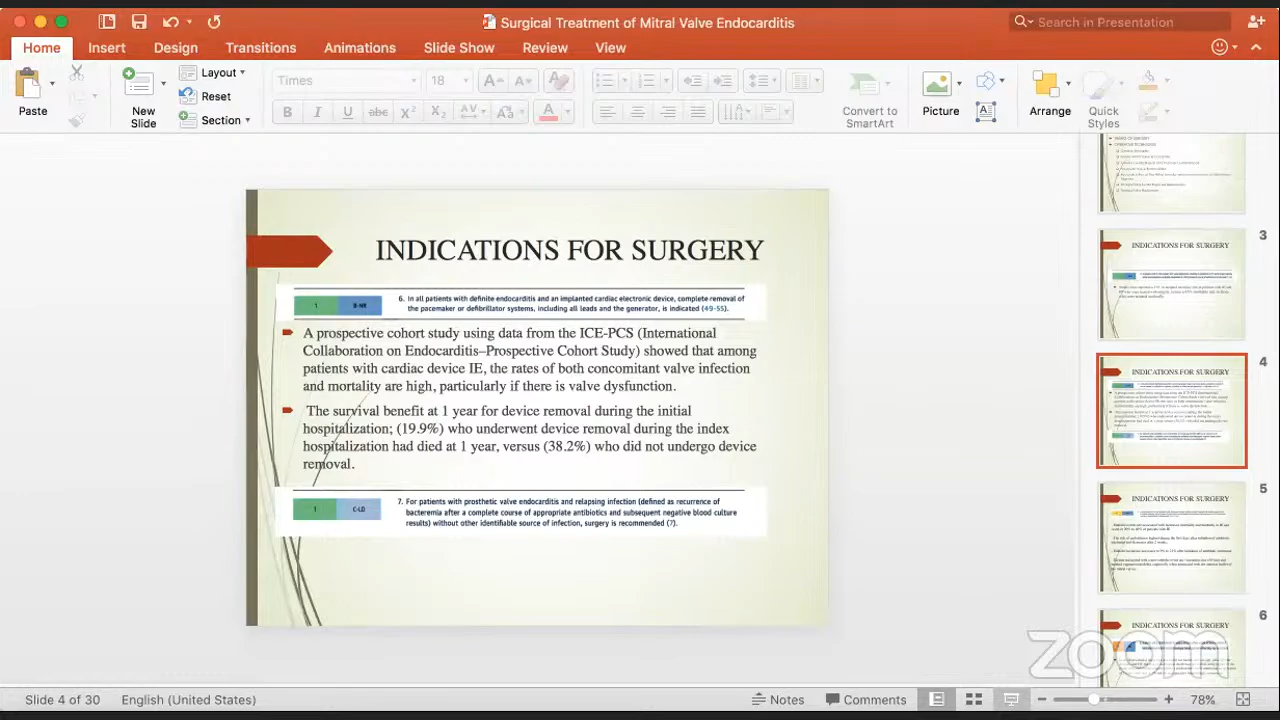 Surgical Treatment of Mitral Valve Endocarditis
Search in Presentation
Home Insert Design Transitions Animations Slide Show Review View
Paste
New Slide
Layout
Reset
Section
Times 18
Convert to SmartArt
Picture
Arrange
Quick Styles
INDICATIONS FOR SURGERY
1 B-NR 6. In all patients with definite endocarditis and an implanted cardiac electronic device, complete removal of
the pacemaker or defibrillator systems, including all leads and the generator, is indicated (49-55).
A prospective cohort study using data from the ICE-PCS (International
Collaboration on Endocarditis–Prospective Cohort Study) showed that among
patients with cardiac device IE, the rates of both concomitant valve infection
and mortality are high, particularly if there is valve dysfunction.
The survival benefit at 1 year for device removal during the initial
hospitalization; (19.9%) who underwent device removal during the index
hospitalization had died at 1 year, versus (38.2%) who did not undergo device
removal.
1 C-LD 7. For patients with prosthetic valve endocarditis and relapsing infection (defined as recurrence of
bacteremia after a complete course of appropriate antibiotics and subsequent negative blood culture
results) without other identifiable source of infection, surgery is recommended (7).
3
INDICATIONS FOR SURGERY
4
INDICATIONS FOR SURGERY
5
INDICATIONS FOR SURGERY
6
INDICATIONS FOR SURGERY
zoom
Slide 4 of 30 English (United States) Notes Comments 78%